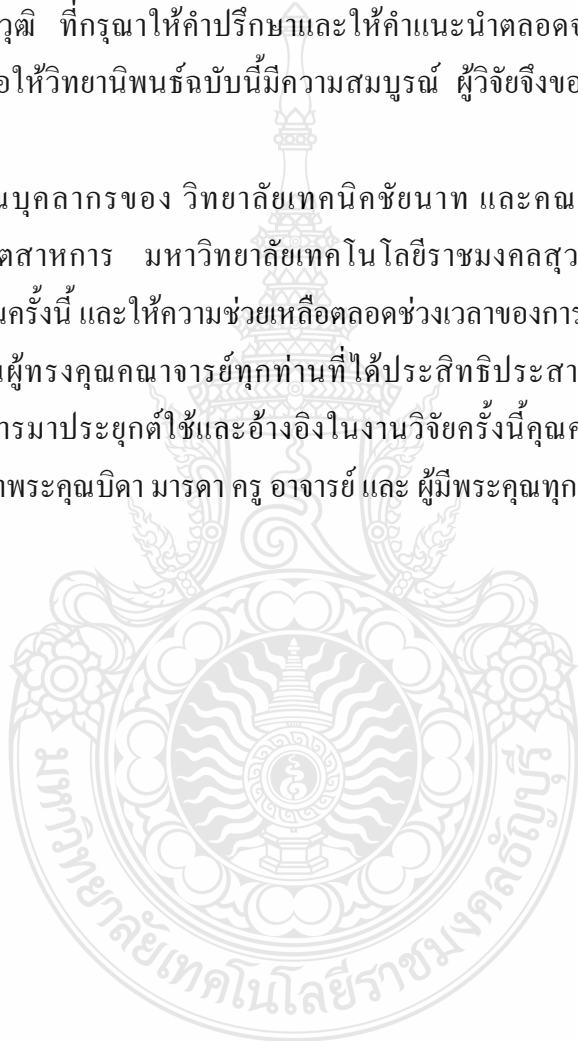 วุฒิ ที่กรุณาให้คำปรึกษาและให้คำแนะนำตลอดจ
อให้วิทยานิพนธ์ฉบับนี้มีความสมบูรณ์ ผู้วิจัยจึงขอ
นบุคลากรของ วิทยาลัยเทคนิคชัยนาท และคณ
ตสาหการ มหาวิทยาลัยเทคโนโลยีราชมงคลสุว
นครั้งนี้ และให้ความช่วยเหลือตลอดช่วงเวลาของการ
นผู้ทรงคุณคณาจารย์ทุกท่านที่ได้ประสิทธิประสา
ารมาประยุกต์ใช้และอ้างอิงในงานวิจัยครั้งนี้คุณค
าพระคุณบิดา มารดา ครู อาจารย์ และ ผู้มีพระคุณทุก
มหาวิทยาลัยเทคโนโลยีราชมงคลธัญบุรี